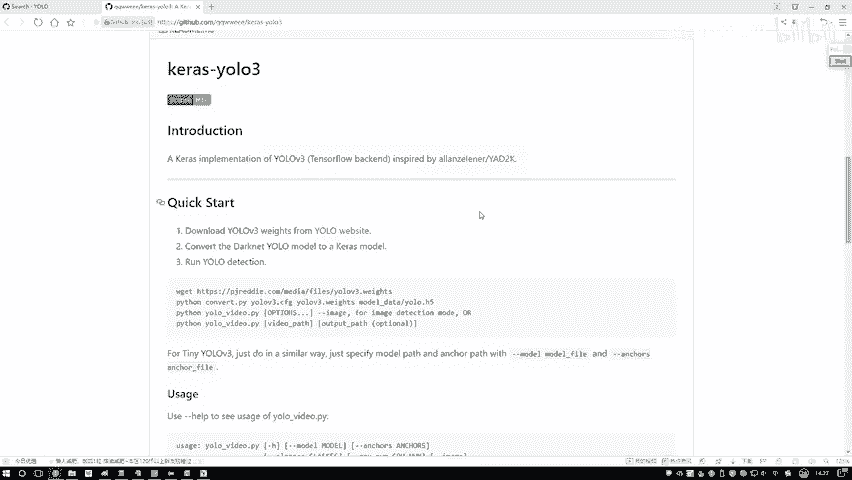 Search · YOLO
https://github.com/qqwweee/keras-yolo3
bilibili
keras-yolo3
Introduction
A Keras implementation of YOLOv3 (Tensorflow backend) inspired by allanzelener/YAD2K.
Quick Start
1. Download YOLOv3 weights from YOLO website.
2. Convert the Darknet YOLO model to a Keras model.
3. Run YOLO detection.
wget https://pjreddie.com/media/files/yolov3.weights
python convert.py yolov3.cfg yolov3.weights model_data/yolo.h5
python yolo_video.py [OPTIONS...] --image, for image detection mode, OR
python yolo_video.py [video_path] [output_path (optional)]
For Tiny YOLOv3, just do in a similar way, just specify model path and anchor path with --model model_file and --anchors
anchor_file .
Usage
Use --help to see usage of yolo_video.py:
usage: yolo_video.py [-h] [--model MODEL] [--anchors ANCHORS]
14:27